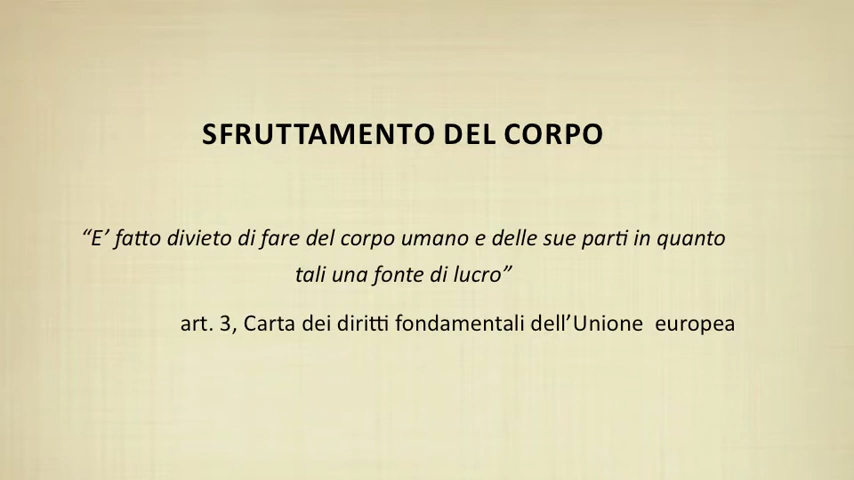 SFRUTTAMENTO DEL CORPO
“E’ fatto divieto di fare del corpo umano e delle sue parti in quanto
tali una fonte di lucro”
art. 3, Carta dei diritti fondamentali dell’Unione europea